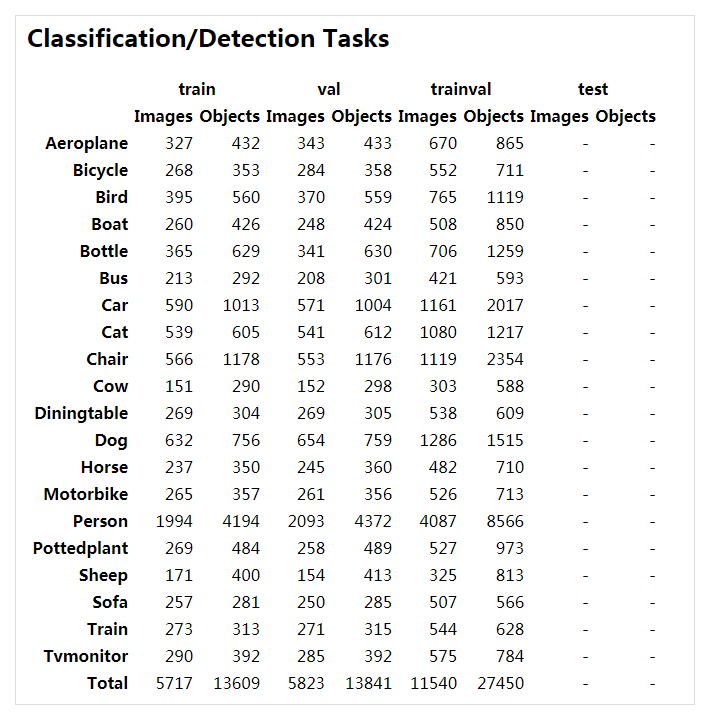 Classification/Detection Tasks
train val trainval test
Images Objects Images Objects Images Objects Images Objects
Aeroplane 327 432 343 433 670 865 - -
Bicycle 268 353 284 358 552 711 - -
Bird 395 560 370 559 765 1119 - -
Boat 260 426 248 424 508 850 - -
Bottle 365 629 341 630 706 1259 - -
Bus 213 292 208 301 421 593 - -
Car 590 1013 571 1004 1161 2017 - -
Cat 539 605 541 612 1080 1217 - -
Chair 566 1178 553 1176 1119 2354 - -
Cow 151 290 152 298 303 588 - -
Diningtable 269 304 269 305 538 609 - -
Dog 632 756 654 759 1286 1515 - -
Horse 237 350 245 360 482 710 - -
Motorbike 265 357 261 356 526 713 - -
Person 1994 4194 2093 4372 4087 8566 - -
Pottedplant 269 484 258 489 527 973 - -
Sheep 171 400 154 413 325 813 - -
Sofa 257 281 250 285 507 566 - -
Train 273 313 271 315 544 628 - -
Tvmonitor 290 392 285 392 575 784 - -
Total 5717 13609 5823 13841 11540 27450 - -